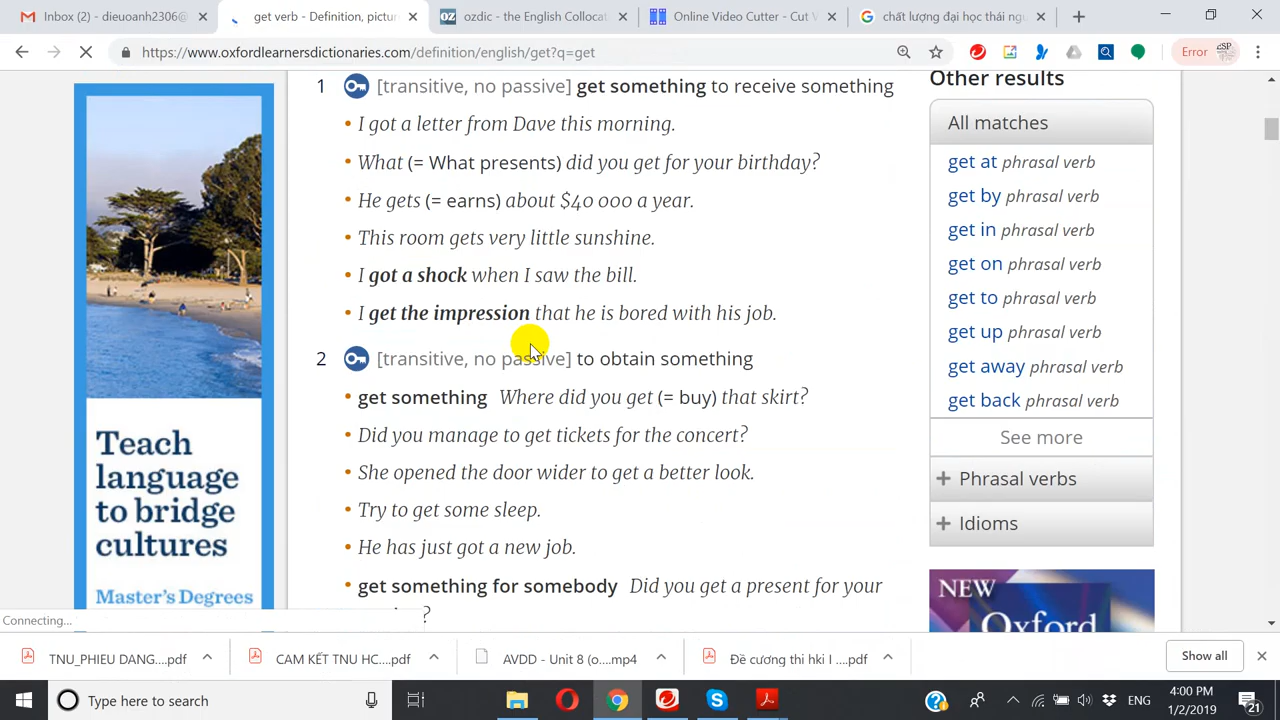 Inbox (2) - dieuoanh2306@
get verb - Definition, pictur
OZ ozdic - the English Collocat
Online Video Cutter - Cut V
chất lượng đại học thái ngu
https://www.oxfordlearnersdictionaries.com/definition/english/get?q=get
Error
1 [transitive, no passive] get something to receive something
• I got a letter from Dave this morning.
• What (= What presents) did you get for your birthday?
• He gets (= earns) about $40 000 a year.
• This room gets very little sunshine.
• I got a shock when I saw the bill.
• I get the impression that he is bored with his job.
2 [transitive, no passive] to obtain something
• get something Where did you get (= buy) that skirt?
• Did you manage to get tickets for the concert?
• She opened the door wider to get a better look.
• Try to get some sleep.
• He has just got a new job.
• get something for somebody Did you get a present for your
?
Teach
language
to bridge
cultures
Master's Degrees
Other results
All matches
get at phrasal verb
get by phrasal verb
get in phrasal verb
get on phrasal verb
get to phrasal verb
get up phrasal verb
get away phrasal verb
get back phrasal verb
See more
+ Phrasal verbs
+ Idioms
NEW
Oxford
Connecting...
TNU_PHIEU DANG....pdf
CAM KẾT TNU HC....pdf
AVDD - Unit 8 (o....mp4
Đề cương thi hki I ....pdf
Show all
Type here to search
ENG
4:00 PM
1/2/2019
21